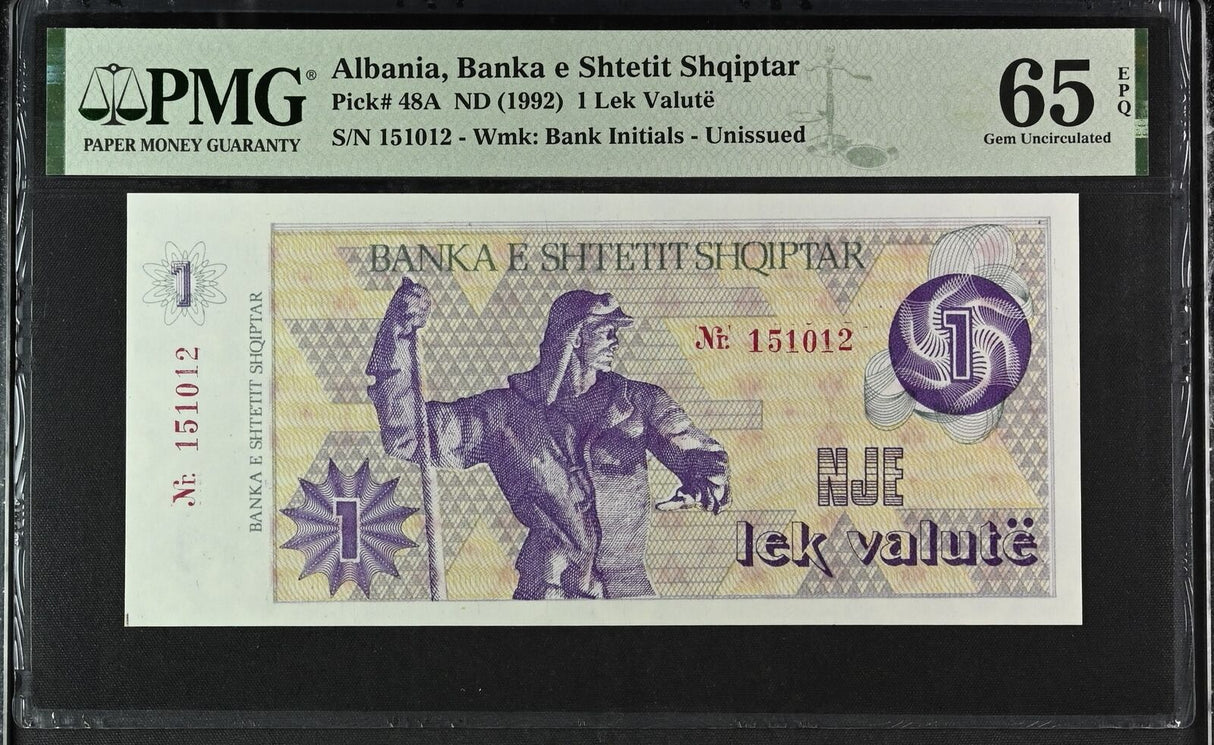 PMG®
PAPER MONEY GUARANTY
Albania, Banka e Shtetit Shqiptar
Pick# 48A ND (1992) 1 Lek Valutë
S/N 151012 - Wmk: Bank Initials - Unissued
65
EPQ
Gem Uncirculated
1
Nr. 151012
BANKA E SHTETIT SHQIPTAR
BANKA E SHTETIT SHQIPTAR
Nr. 151012
1
1
NJE
lek valutë